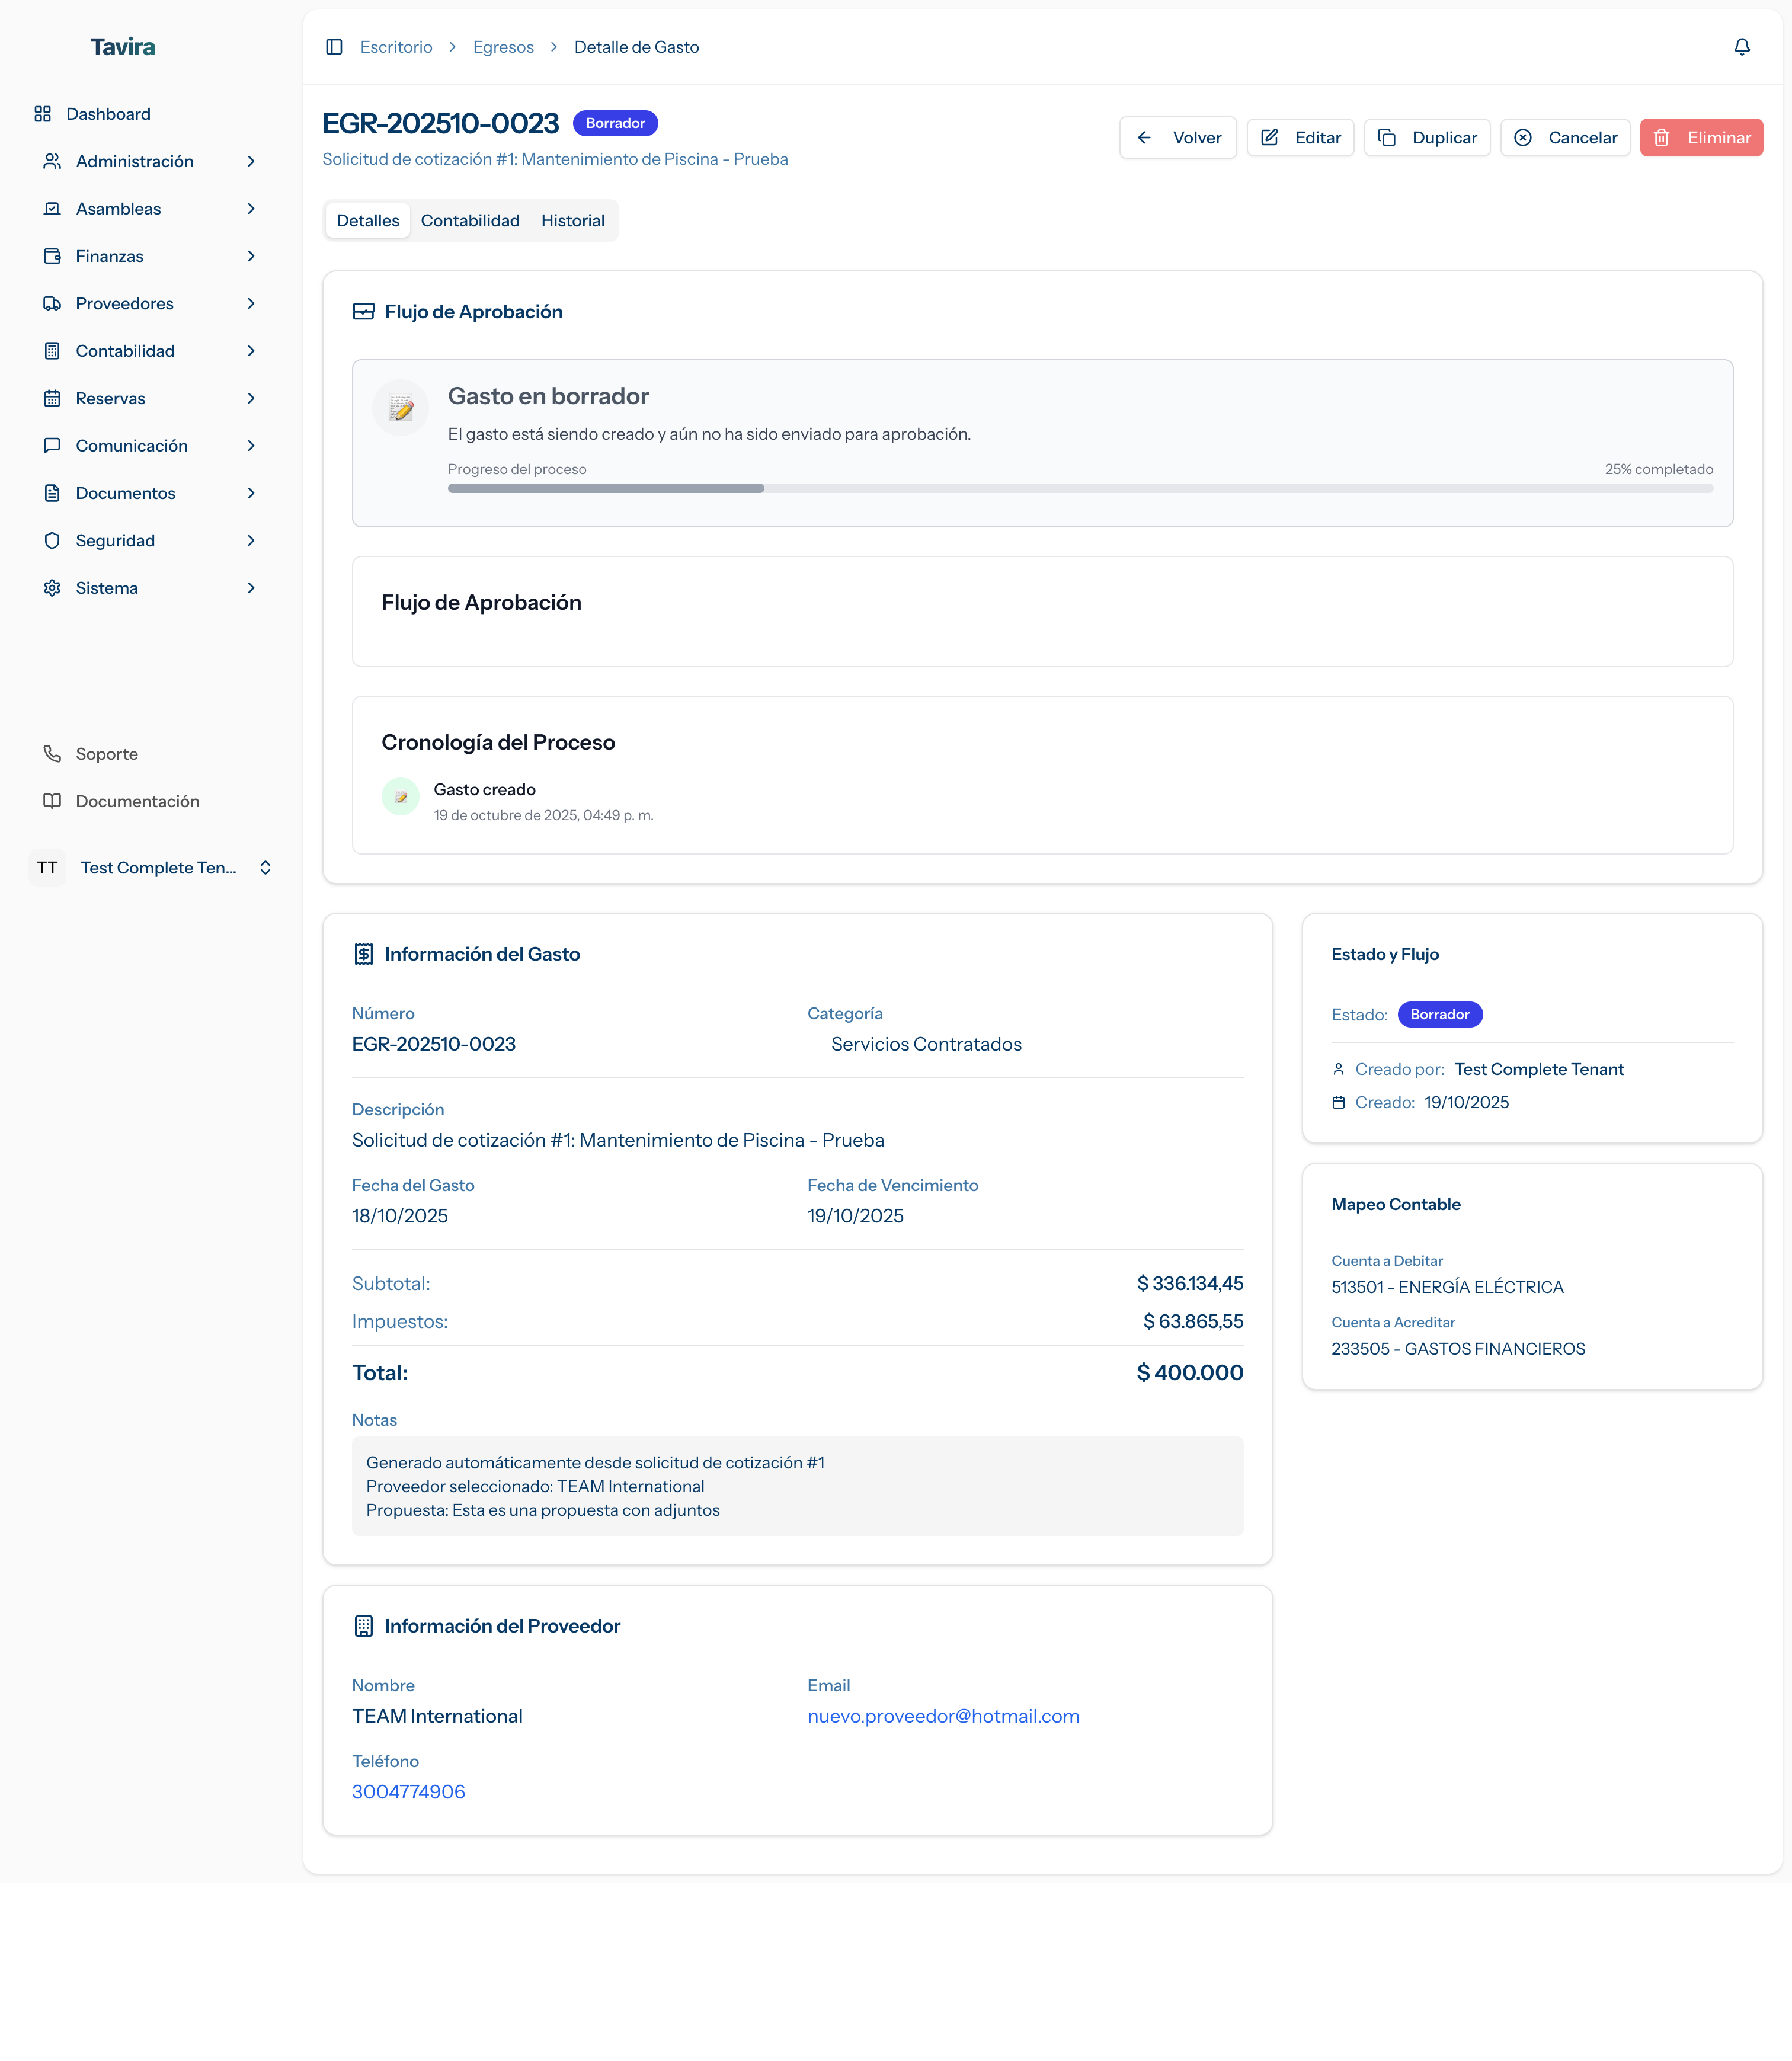 Tavira
Dashboard
Administración
Asambleas
Finanzas
Proveedores
Contabilidad
Reservas
Comunicación
Documentos
Seguridad
Sistema
Soporte
Documentación
TT Test Complete Ten...
Escritorio > Egresos > Detalle de Gasto
EGR-202510-0023 Borrador
Solicitud de cotización #1: Mantenimiento de Piscina - Prueba
Volver Editar Duplicar Cancelar Eliminar
Detalles Contabilidad Historial
Flujo de Aprobación
Gasto en borrador
El gasto está siendo creado y aún no ha sido enviado para aprobación.
Progreso del proceso 25% completado
Flujo de Aprobación
Cronología del Proceso
Gasto creado
19 de octubre de 2025, 04:49 p. m.
Información del Gasto
Número Categoría
EGR-202510-0023 Servicios Contratados
Descripción
Solicitud de cotización #1: Mantenimiento de Piscina - Prueba
Fecha del Gasto Fecha de Vencimiento
18/10/2025 19/10/2025
Subtotal: $ 336.134,45
Impuestos: $ 63.865,55
Total: $ 400.000
Notas
Generado automáticamente desde solicitud de cotización #1
Proveedor seleccionado: TEAM International
Propuesta: Esta es una propuesta con adjuntos
Información del Proveedor
Nombre Email
TEAM International nuevo.proveedor@hotmail.com
Teléfono
3004774906
Estado y Flujo
Estado: Borrador
Creado por: Test Complete Tenant
Creado: 19/10/2025
Mapeo Contable
Cuenta a Debitar
513501 - ENERGÍA ELÉCTRICA
Cuenta a Acreditar
233505 - GASTOS FINANCIEROS